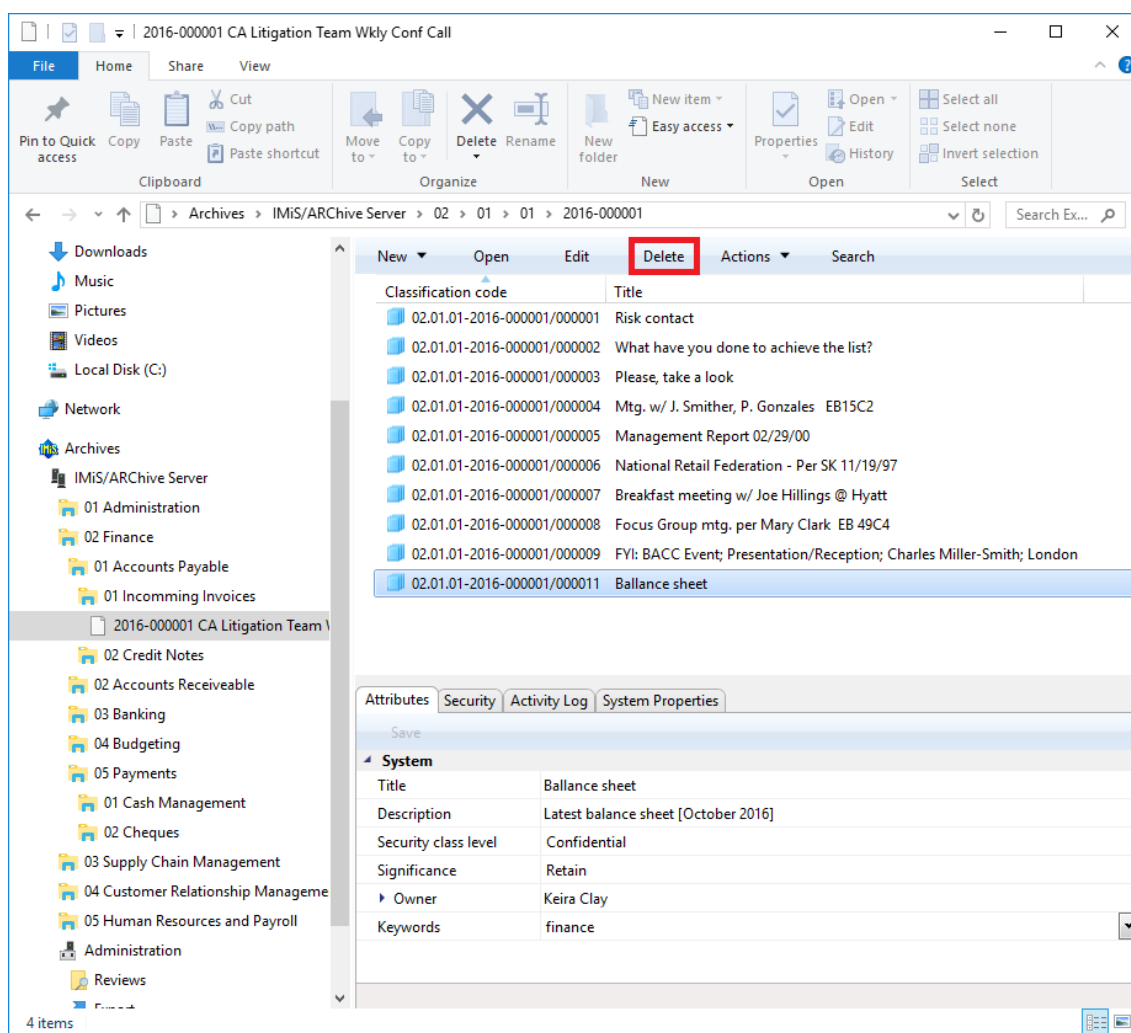 2016-000001 CA Litigation Team Wkly Conf Call
File Home Share View
Pin to Quick access
Copy
Paste
Cut
Copy path
Paste shortcut
Move to
Copy to
Delete
Rename
New folder
New item
Easy access
Properties
Open
Edit
History
Select all
Select none
Invert selection
Clipboard Organize New Open Select
Archives > IMiS/ARChive Server > 02 > 01 > 01 > 2016-000001
Search Ex...
Downloads
Music
Pictures
Videos
Local Disk (C:)
Network
Archives
IMiS/ARChive Server
01 Administration
02 Finance
01 Accounts Payable
01 Incomming Invoices
2016-000001 CA Litigation Team
02 Credit Notes
02 Accounts Receiveable
03 Banking
04 Budgeting
05 Payments
01 Cash Management
02 Cheques
03 Supply Chain Management
04 Customer Relationship Manageme
05 Human Resources and Payroll
Administration
Reviews
New Open Edit Delete Actions Search
Classification code Title
02.01.01-2016-000001/000001 Risk contact
02.01.01-2016-000001/000002 What have you done to achieve the list?
02.01.01-2016-000001/000003 Please, take a look
02.01.01-2016-000001/000004 Mtg. w/ J. Smither, P. Gonzales EB15C2
02.01.01-2016-000001/000005 Management Report 02/29/00
02.01.01-2016-000001/000006 National Retail Federation - Per SK 11/19/97
02.01.01-2016-000001/000007 Breakfast meeting w/ Joe Hillings @ Hyatt
02.01.01-2016-000001/000008 Focus Group mtg. per Mary Clark EB 49C4
02.01.01-2016-000001/000009 FYI: BACC Event; Presentation/Reception; Charles Miller-Smith; London
02.01.01-2016-000001/000011 Ballance sheet
Attributes Security Activity Log System Properties
Save
System
Title Ballance sheet
Description Latest balance sheet [October 2016]
Security class level Confidential
Significance Retain
Owner Keira Clay
Keywords finance
4 items